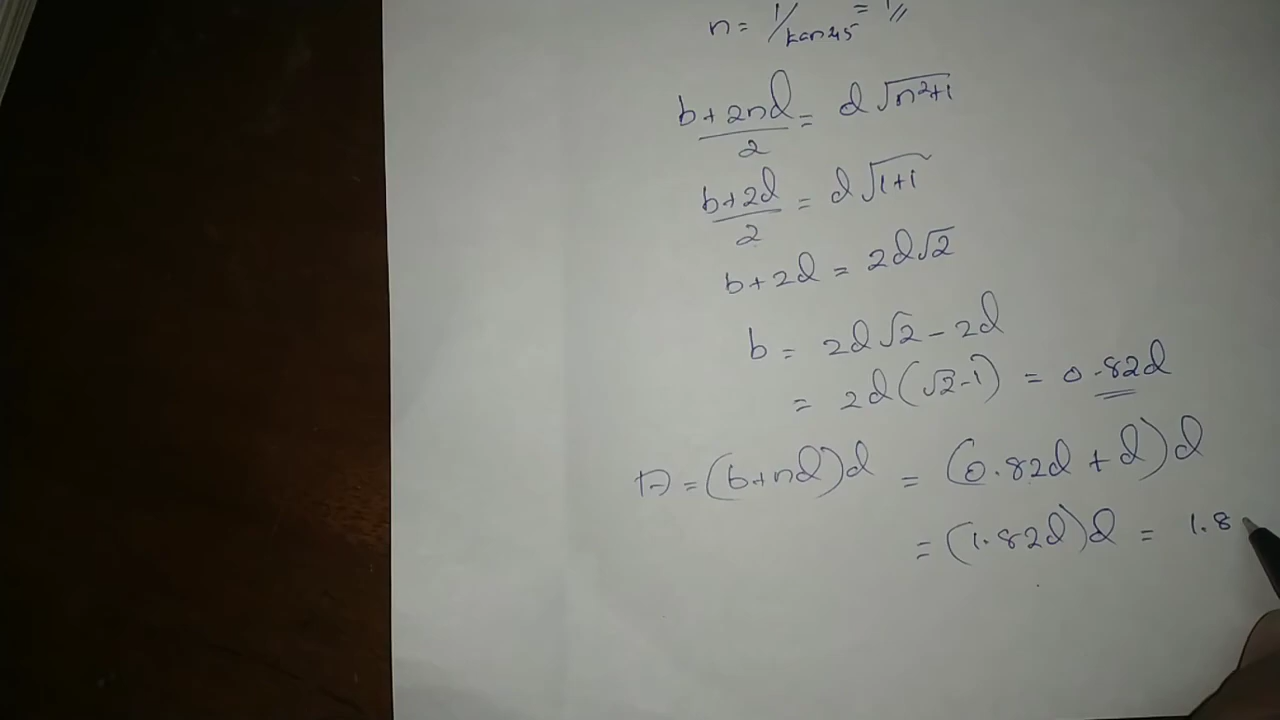 n = 1/tan45 = 1//
b+2nd/2 = d√n²+1
b+2d/2 = d√1+1
b+2d = 2d√2
b = 2d√2 - 2d
= 2d(√2-1) = 0.82d
A = (b+nd)d = (0.82d + d)d
= (1.82d)d = 1.8